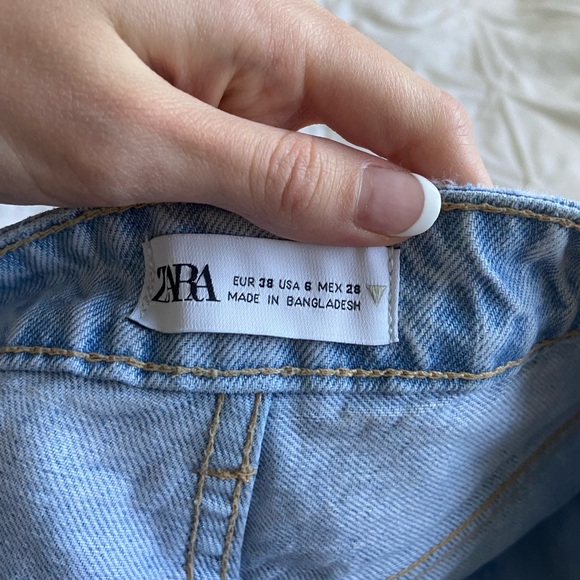 ZARA
EUR 38 USA 6 MEX 28
MADE IN BANGLADESH